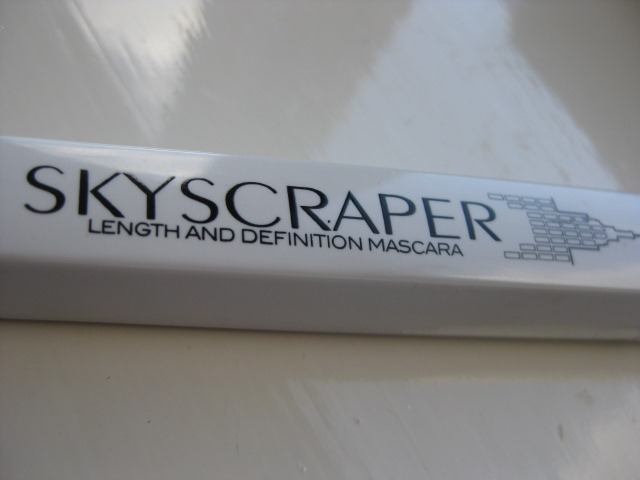 SKYSCRAPER
LENGTH AND DEFINITION MASCARA